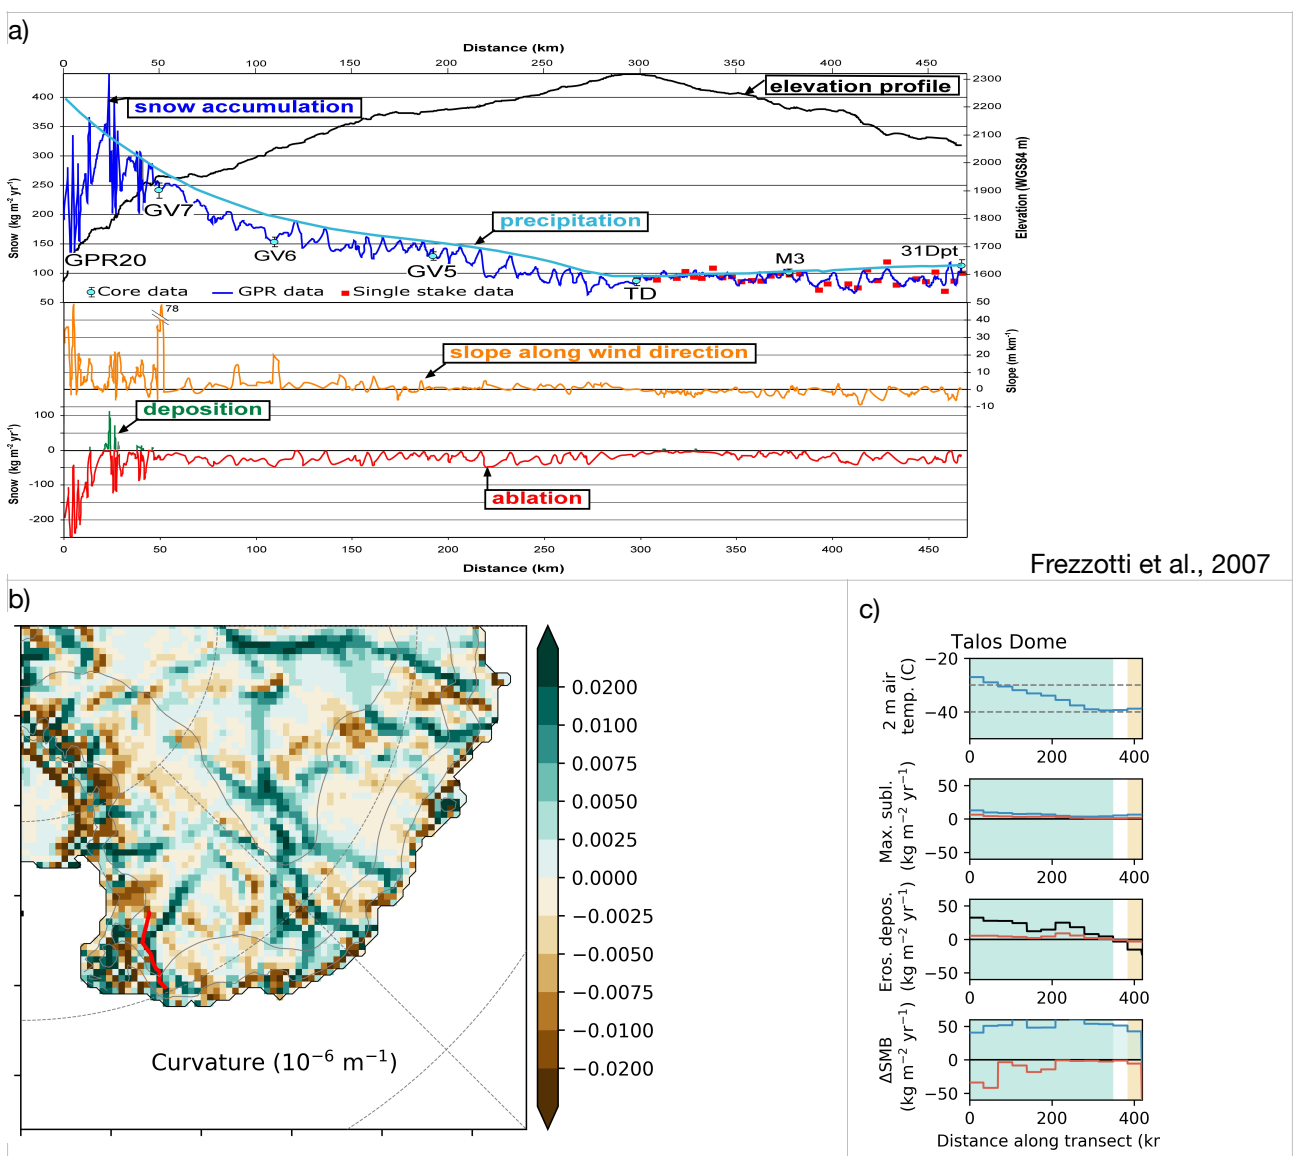 a)
Distance (km)
0 50 100 150 200 250 300 350 400 450
400
350
300
250
200
150
100
50
Snow (kg m⁻² yr⁻¹)
2300
2200
2100
2000
1900
1800
1700
1600
Elevation (WGS84 m)
snow accumulation
elevation profile
precipitation
GPR20
GV7
GV6
GV5
TD
M3
31Dpt
Core data
GPR data
Single stake data
78
50
40
30
20
10
0
-10
Slope (m km⁻¹)
slope along wind direction
deposition
ablation
100
0
-100
-200
Snow (kg m⁻² yr⁻¹)
0 50 100 150 200 250 300 350 400 450
Distance (km)
Frezzotti et al., 2007
b)
Curvature (10⁻⁶ m⁻¹)
0.0200
0.0100
0.0075
0.0050
0.0025
0.0000
−0.0025
−0.0050
−0.0075
−0.0100
−0.0200
c)
Talos Dome
2 m air
temp. (C)
−20
−40
0 200 400
Max. subl.
(kg m⁻² yr⁻¹)
50
0
−50
0 200 400
Eros. depos.
(kg m⁻² yr⁻¹)
50
0
−50
0 200 400
ΔSMB
(kg m⁻² yr⁻¹)
50
0
−50
0 200 400
Distance along transect (kr